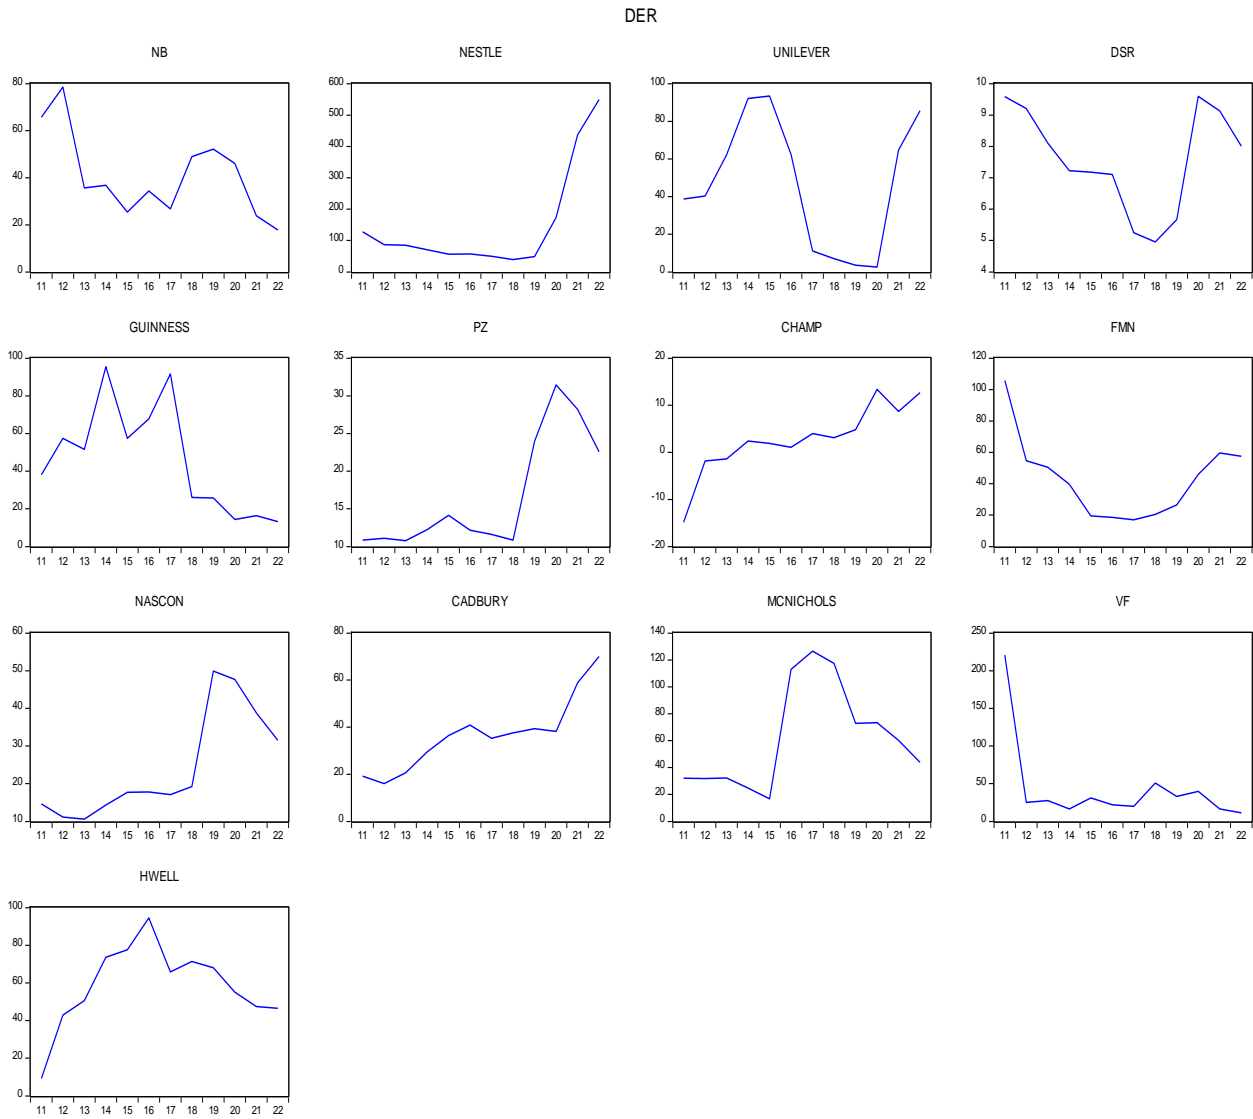 DER
NB NESTLE UNILEVER DSR
80 600 100 10
500 9
60 80 8
400 60 7
40 300 40 6
200 20 5
20 100
0 0 0 4
11 12 13 14 15 16 17 18 19 20 21 22 11 12 13 14 15 16 17 18 19 20 21 22 11 12 13 14 15 16 17 18 19 20 21 22 11 12 13 14 15 16 17 18 19 20 21 22
GUINNESS PZ CHAMP FMN
100 35 20 120
80 30 10 100
60 25 0 80
40 20 -10 60
20 15 40
20
0 10 -20 0
11 12 13 14 15 16 17 18 19 20 21 22 11 12 13 14 15 16 17 18 19 20 21 22 11 12 13 14 15 16 17 18 19 20 21 22 11 12 13 14 15 16 17 18 19 20 21 22
NASCON CADBURY MCNICHOLS VF
60 80 140 250
50 60 120 200
40 40 100 150
30 20 80 100
20 60 50
40
20
10 0 0 0
11 12 13 14 15 16 17 18 19 20 21 22 11 12 13 14 15 16 17 18 19 20 21 22 11 12 13 14 15 16 17 18 19 20 21 22 11 12 13 14 15 16 17 18 19 20 21 22
HWELL
100
80
60
40
20
0
11 12 13 14 15 16 17 18 19 20 21 22